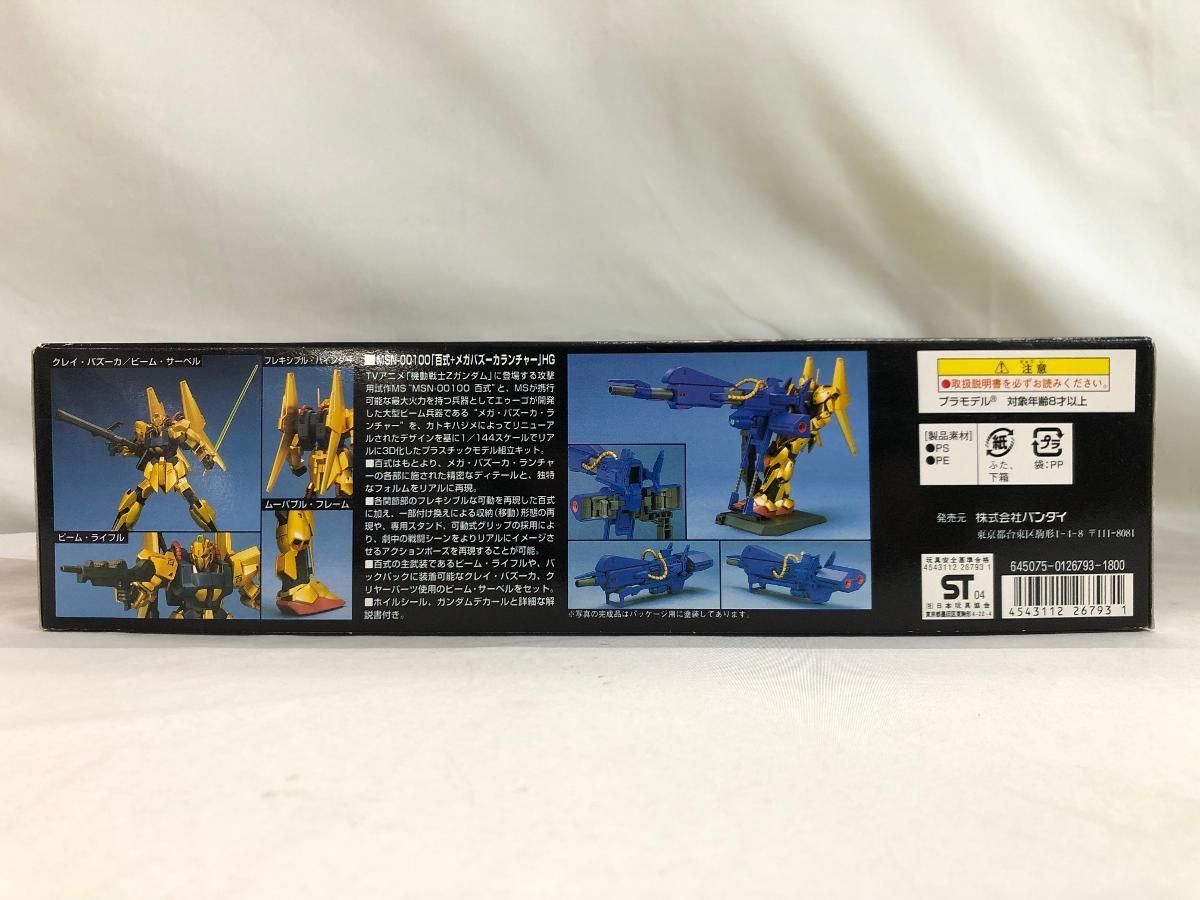 クレイ・バズーカ／ビーム・サーベル
フレキシブル・バインダー
ムーバブル・フレーム
ビーム・ライフル
■MSN-00100「百式+メガバズーカランチャー」HG
TVアニメ「機動戦士Zガンダム」に登場する攻撃
用試作MS“MSN-00100 百式”と、MSが携行
可能な最大火力を持つ兵器としてエゥーゴが開発
した大型ビーム兵器である“メガ・バズーカ・ラ
ンチャー”を、カトキハジメによってリニューア
ルされたデザインを基に1／144スケールでリア
ルに3D化したプラスチックモデル組立キット。
■百式はもとより、メガ・バズーカ・ランチャ
ーの各部に施された精密なディテールと、独特
なフォルムをリアルに再現。
■各関節部のフレキシブルな可動を再現した百式
に加え、一部付け換えによる収納(移動)形態の再
現や、専用スタンド、可動式グリップの採用によ
り、劇中の戦闘シーンをよりリアルにイメージさ
せるアクションポーズを再現することが可能。
■百式の主武装であるビーム・ライフルや、バ
ックパックに装着可能なクレイ・バズーカ、ク
リヤーパーツ使用のビーム・サーベルをセット。
■ホイルシール、ガンダムデカールと詳細な解
説書付き。
※写真の完成品はパッケージ用に塗装してあります。
注意
●取扱説明書を必ずお読みください。
プラモデル® 対象年齢8才以上
[製品素材]
●PS
●PE
紙
ふた、
下箱
プラ
袋:PP
発売元 株式会社バンダイ
玩具安全基準合格
4543112 26793 1
ST 04
(社)日本玩具協会
東京都墨田区東駒形4-22-4
645075-0126793-1800
4543112 26793 1